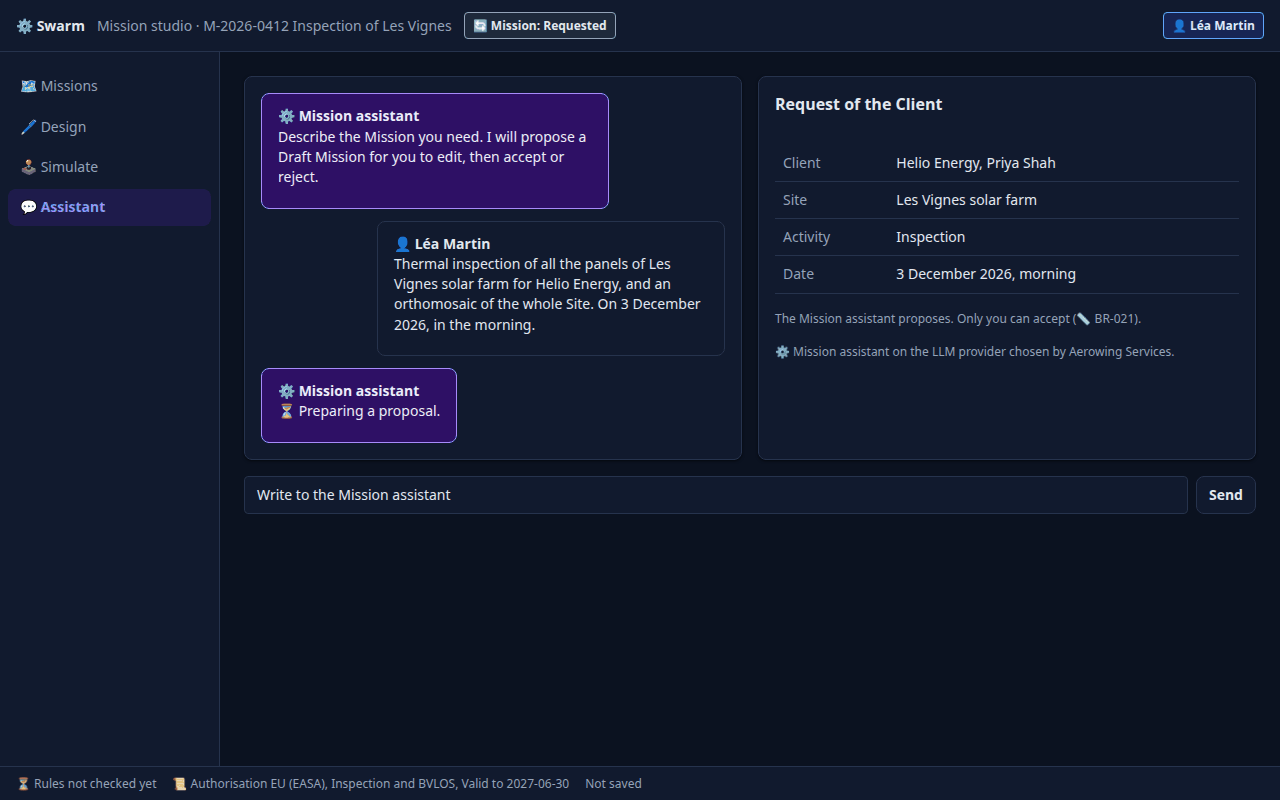 ⚙️ Swarm Mission studio · M-2026-0412 Inspection of Les Vignes 🔄 Mission: Requested 👤 Léa Martin
🗺️ Missions
🖊️ Design
🕹️ Simulate
💬 Assistant
⚙️ Mission assistant
Describe the Mission you need. I will propose a
Draft Mission for you to edit, then accept or
reject.
👤 Léa Martin
Thermal inspection of all the panels of Les
Vignes solar farm for Helio Energy, and an
orthomosaic of the whole Site. On 3 December
2026, in the morning.
⚙️ Mission assistant
⏳ Preparing a proposal.
Request of the Client
Client Helio Energy, Priya Shah
Site Les Vignes solar farm
Activity Inspection
Date 3 December 2026, morning
The Mission assistant proposes. Only you can accept (📏 BR-021).
⚙️ Mission assistant on the LLM provider chosen by Aerowing Services.
Write to the Mission assistant Send
⏳ Rules not checked yet 📜 Authorisation EU (EASA), Inspection and BVLOS, Valid to 2027-06-30 Not saved